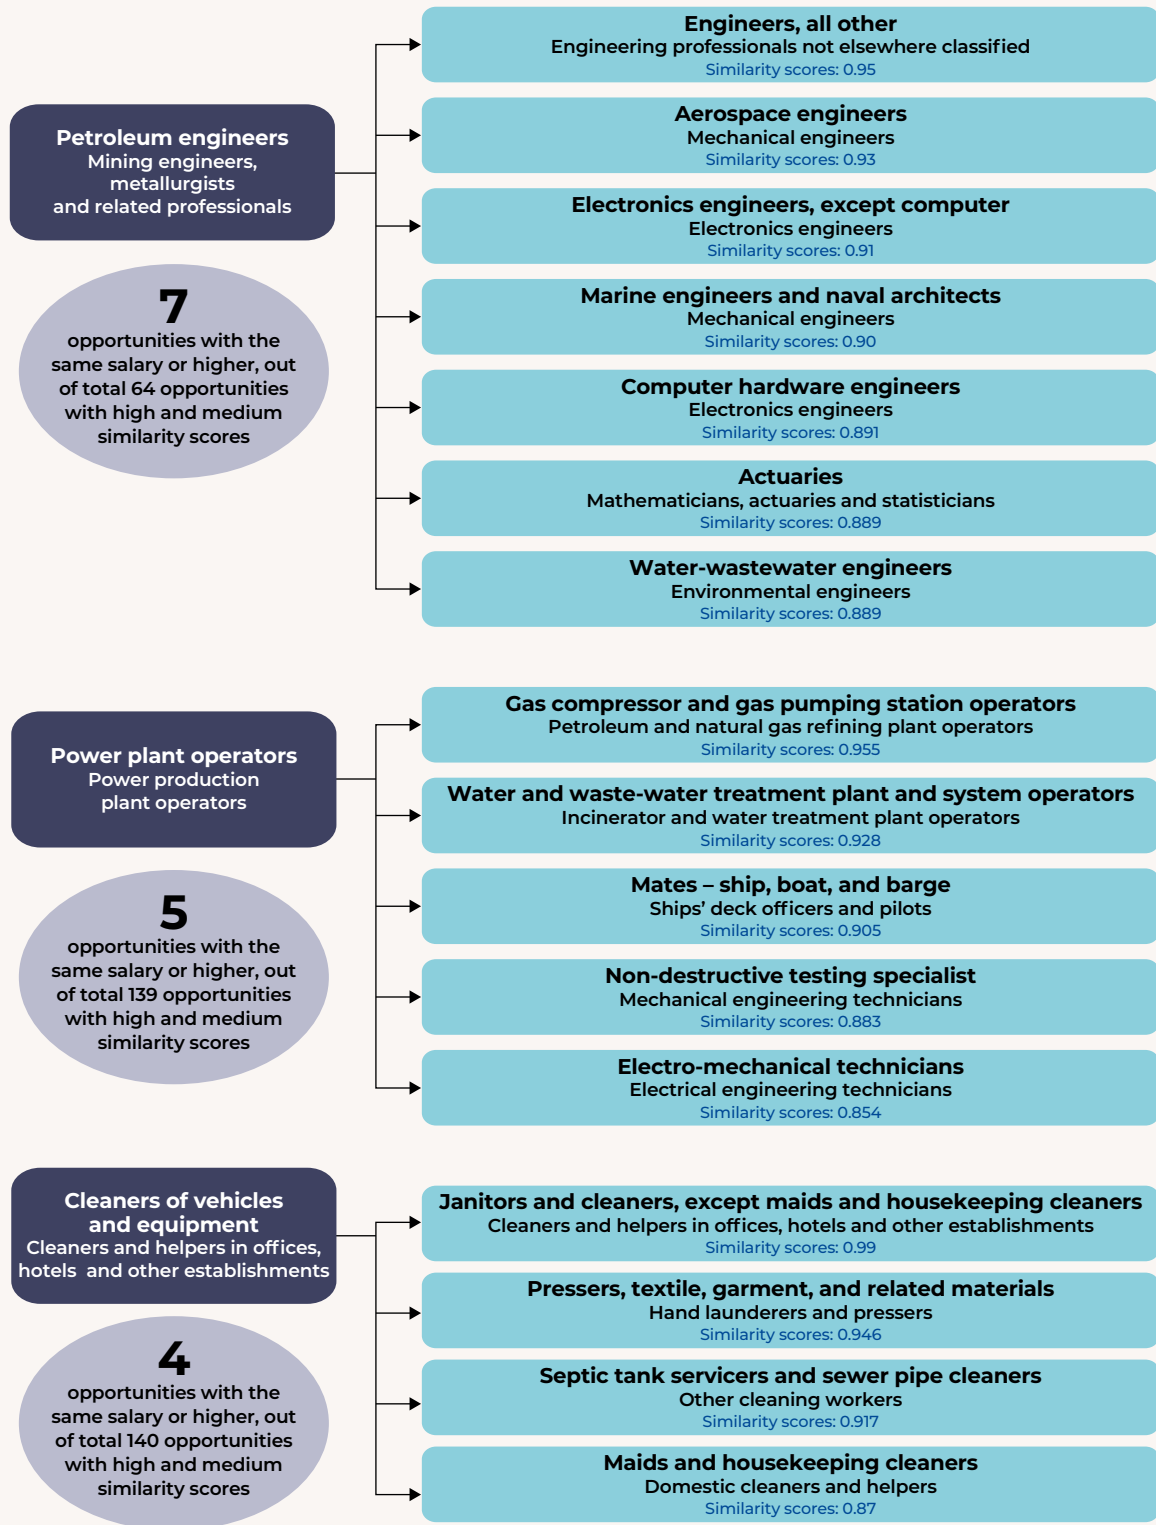 Petroleum engineers
Mining engineers,
metallurgists
and related professionals
7
opportunities with the
same salary or higher, out
of total 64 opportunities
with high and medium
similarity scores
Engineers, all other
Engineering professionals not elsewhere classified
Similarity scores: 0.95
Aerospace engineers
Mechanical engineers
Similarity scores: 0.93
Electronics engineers, except computer
Electronics engineers
Similarity scores: 0.91
Marine engineers and naval architects
Mechanical engineers
Similarity scores: 0.90
Computer hardware engineers
Electronics engineers
Similarity scores: 0.891
Actuaries
Mathematicians, actuaries and statisticians
Similarity scores: 0.889
Water-wastewater engineers
Environmental engineers
Similarity scores: 0.889
Power plant operators
Power production
plant operators
5
opportunities with the
same salary or higher, out
of total 139 opportunities
with high and medium
similarity scores
Gas compressor and gas pumping station operators
Petroleum and natural gas refining plant operators
Similarity scores: 0.955
Water and waste-water treatment plant and system operators
Incinerator and water treatment plant operators
Similarity scores: 0.928
Mates – ship, boat, and barge
Ships’ deck officers and pilots
Similarity scores: 0.905
Non-destructive testing specialist
Mechanical engineering technicians
Similarity scores: 0.883
Electro-mechanical technicians
Electrical engineering technicians
Similarity scores: 0.854
Cleaners of vehicles
and equipment
Cleaners and helpers in offices,
hotels and other establishments
4
opportunities with the
same salary or higher, out
of total 140 opportunities
with high and medium
similarity scores
Janitors and cleaners, except maids and housekeeping cleaners
Cleaners and helpers in offices, hotels and other establishments
Similarity scores: 0.99
Pressers, textile, garment, and related materials
Hand launderers and pressers
Similarity scores: 0.946
Septic tank servicers and sewer pipe cleaners
Other cleaning workers
Similarity scores: 0.917
Maids and housekeeping cleaners
Domestic cleaners and helpers
Similarity scores: 0.87